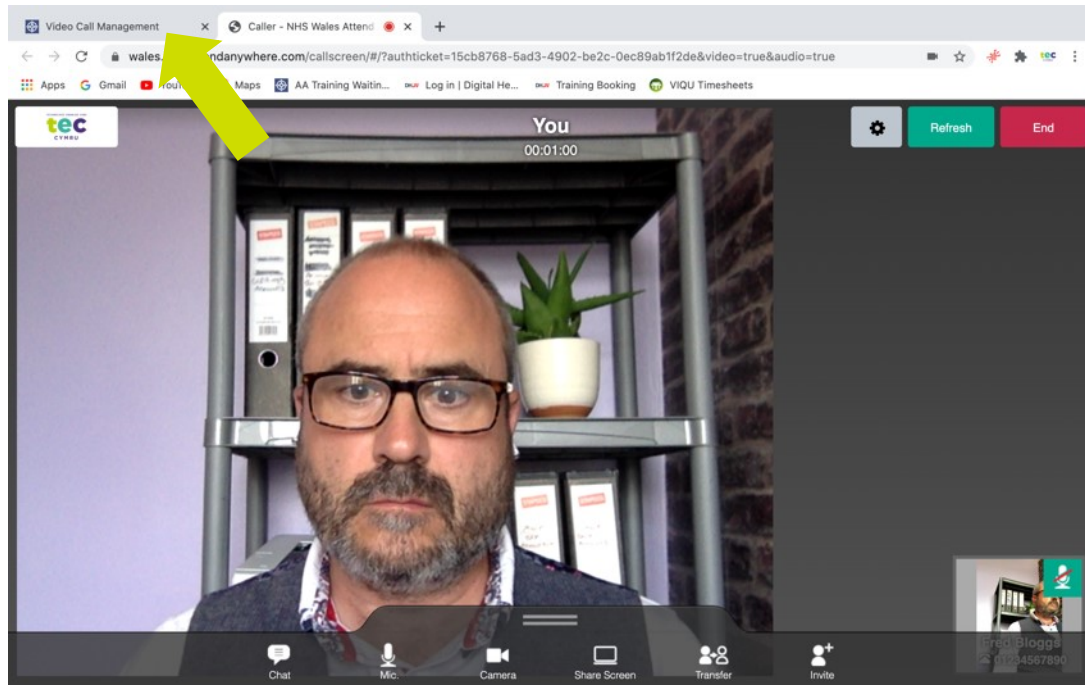 Video Call Management
Caller - NHS Wales Attend
wales.
ndanywhere.com/callscreen/#/?authticket=15cb8768-5ad3-4902-be2c-0ec89ab1f2de&video=true&audio=true
Apps
Gmail
Maps
AA Training Waitin...
Log in | Digital He...
Training Booking
VIQU Timesheets
tec
CYMRU
You
00:01:00
Refresh
End
Fred Bloggs
01234567890
Chat
Mic.
Camera
Share Screen
Transfer
Invite